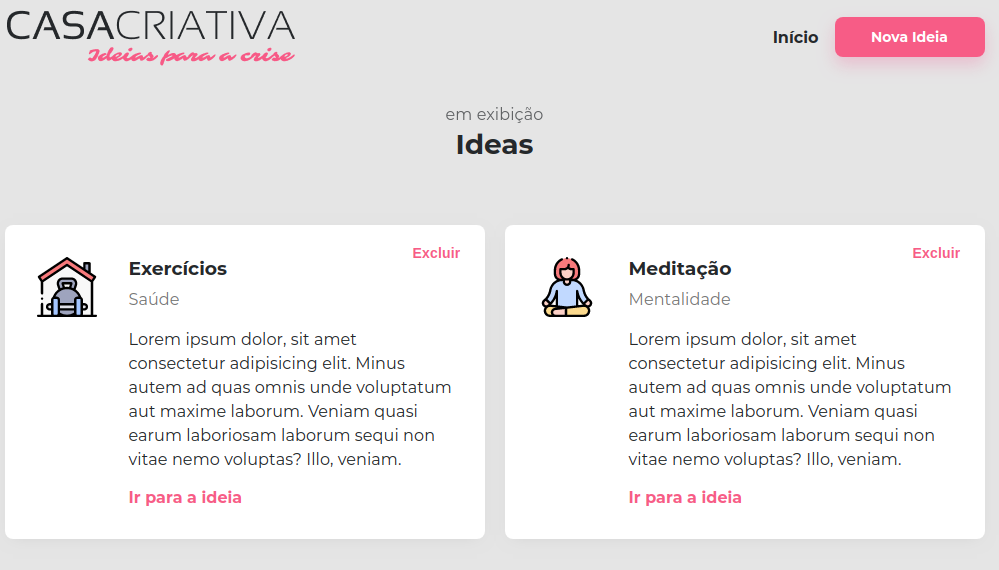 CASACRIATIVA
Ideias para a crise
Início
Nova Ideia
em exibição
Ideas
Excluir
Exercícios
Saúde
Lorem ipsum dolor, sit amet
consectetur adipisicing elit. Minus
autem ad quas omnis unde voluptatum
aut maxime laborum. Veniam quasi
earum laboriosam laborum sequi non
vitae nemo voluptas? Illo, veniam.
Ir para a ideia
Excluir
Meditação
Mentalidade
Lorem ipsum dolor, sit amet
consectetur adipisicing elit. Minus
autem ad quas omnis unde voluptatum
aut maxime laborum. Veniam quasi
earum laboriosam laborum sequi non
vitae nemo voluptas? Illo, veniam.
Ir para a ideia